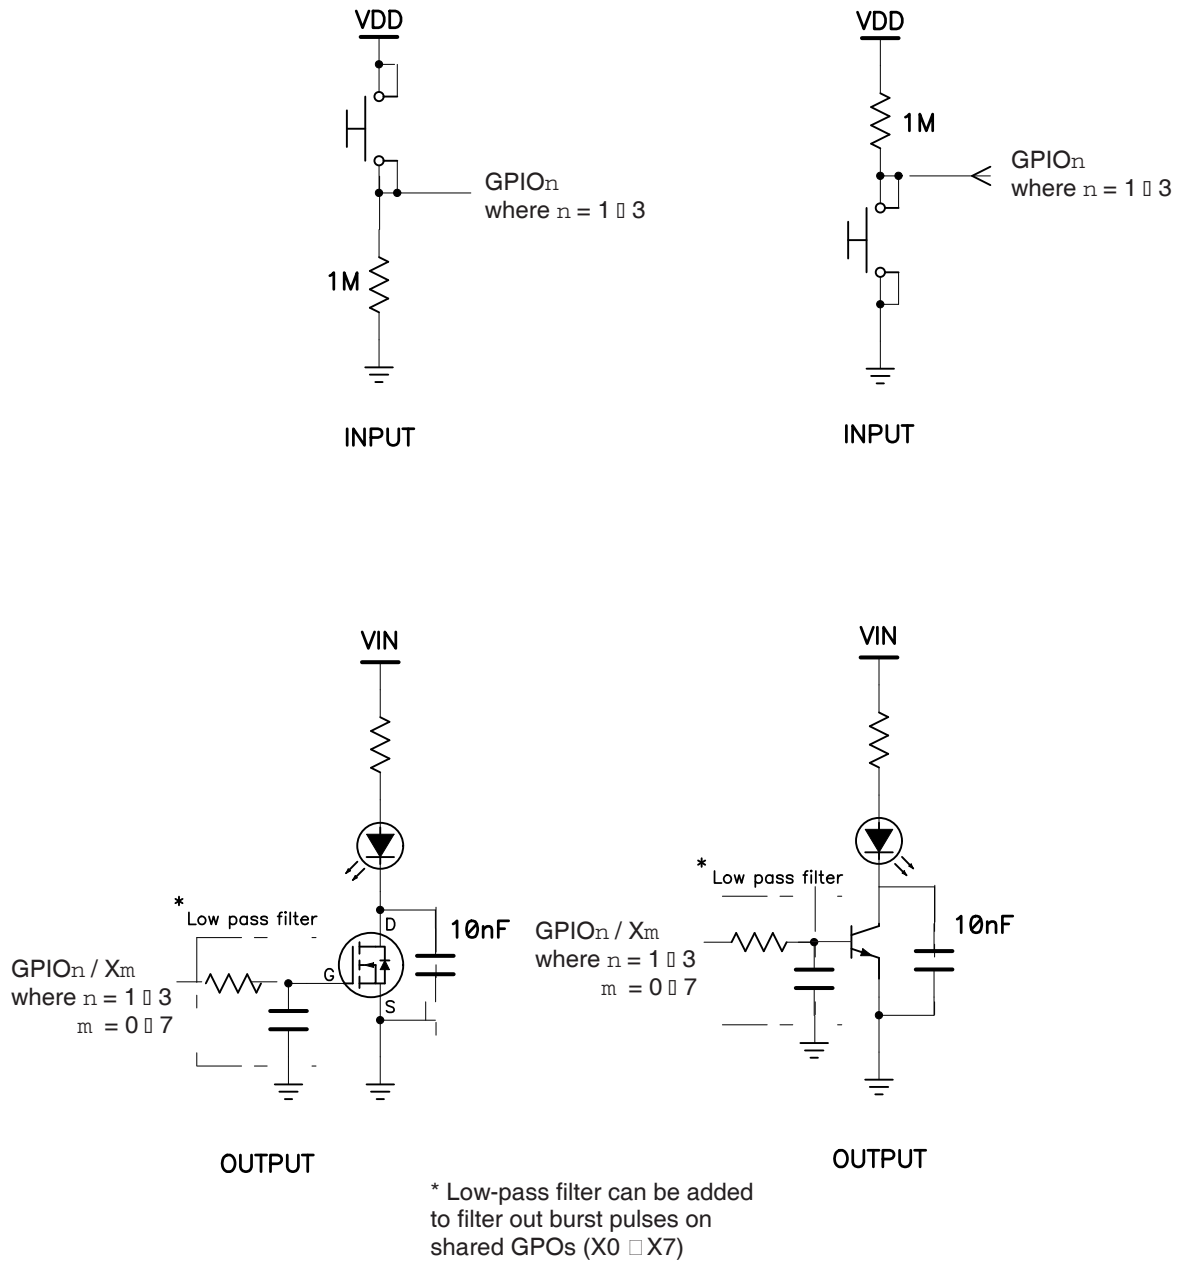 VDD
1M
GPIOn
where n = 1 ▯ 3
INPUT
VDD
1M
GPIOn
where n = 1 ▯ 3
INPUT
VIN
*
Low pass filter
D
10nF
G
S
GPIOn / Xm
where n = 1 ▯ 3
m = 0 ▯ 7
OUTPUT
VIN
*
Low pass filter
10nF
GPIOn / Xm
where n = 1 ▯ 3
m = 0 ▯ 7
OUTPUT
* Low-pass filter can be added
to filter out burst pulses on
shared GPOs (X0 □ X7)